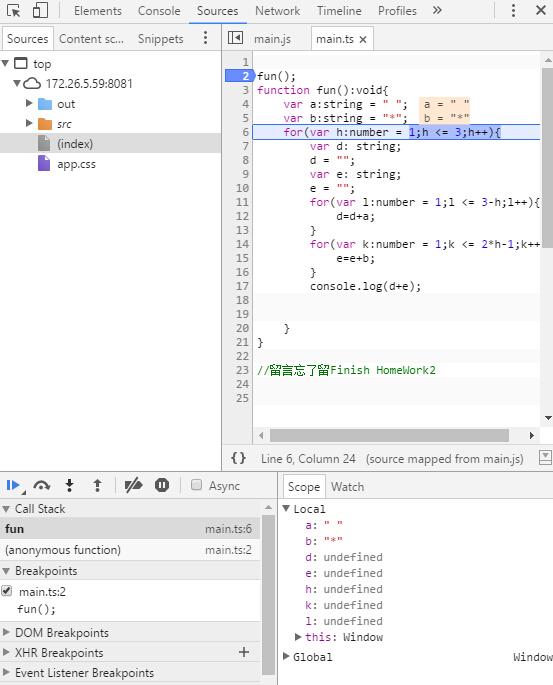 Elements Console Sources Network Timeline Profiles
Sources Content sc... Snippets main.js main.ts
top
172.26.5.59:8081
out
src
(index)
app.css
1
2 fun();
3 function fun():void{
4 var a:string = " "; a = " "
5 var b:string = "*"; b = "*"
6 for(var h:number = 1;h <= 3;h++){
7 var d: string;
8 d = "";
9 var e: string;
10 e = "";
11 for(var l:number = 1;l <= 3-h;l++){
12 d=d+a;
13 }
14 for(var k:number = 1;k <= 2*h-1;k++
15 e=e+b;
16 }
17 console.log(d+e);
18
19
20 }
21 }
22
23 //留言忘了留Finish HomeWork2
24
25
{} Line 6, Column 24 (source mapped from main.js)
Async
Call Stack
fun main.ts:6
(anonymous function) main.ts:2
Breakpoints
main.ts:2
fun();
DOM Breakpoints
XHR Breakpoints
Event Listener Breakpoints
Scope Watch
Local
a: " "
b: "*"
d: undefined
e: undefined
h: undefined
k: undefined
l: undefined
this: Window
Global Window